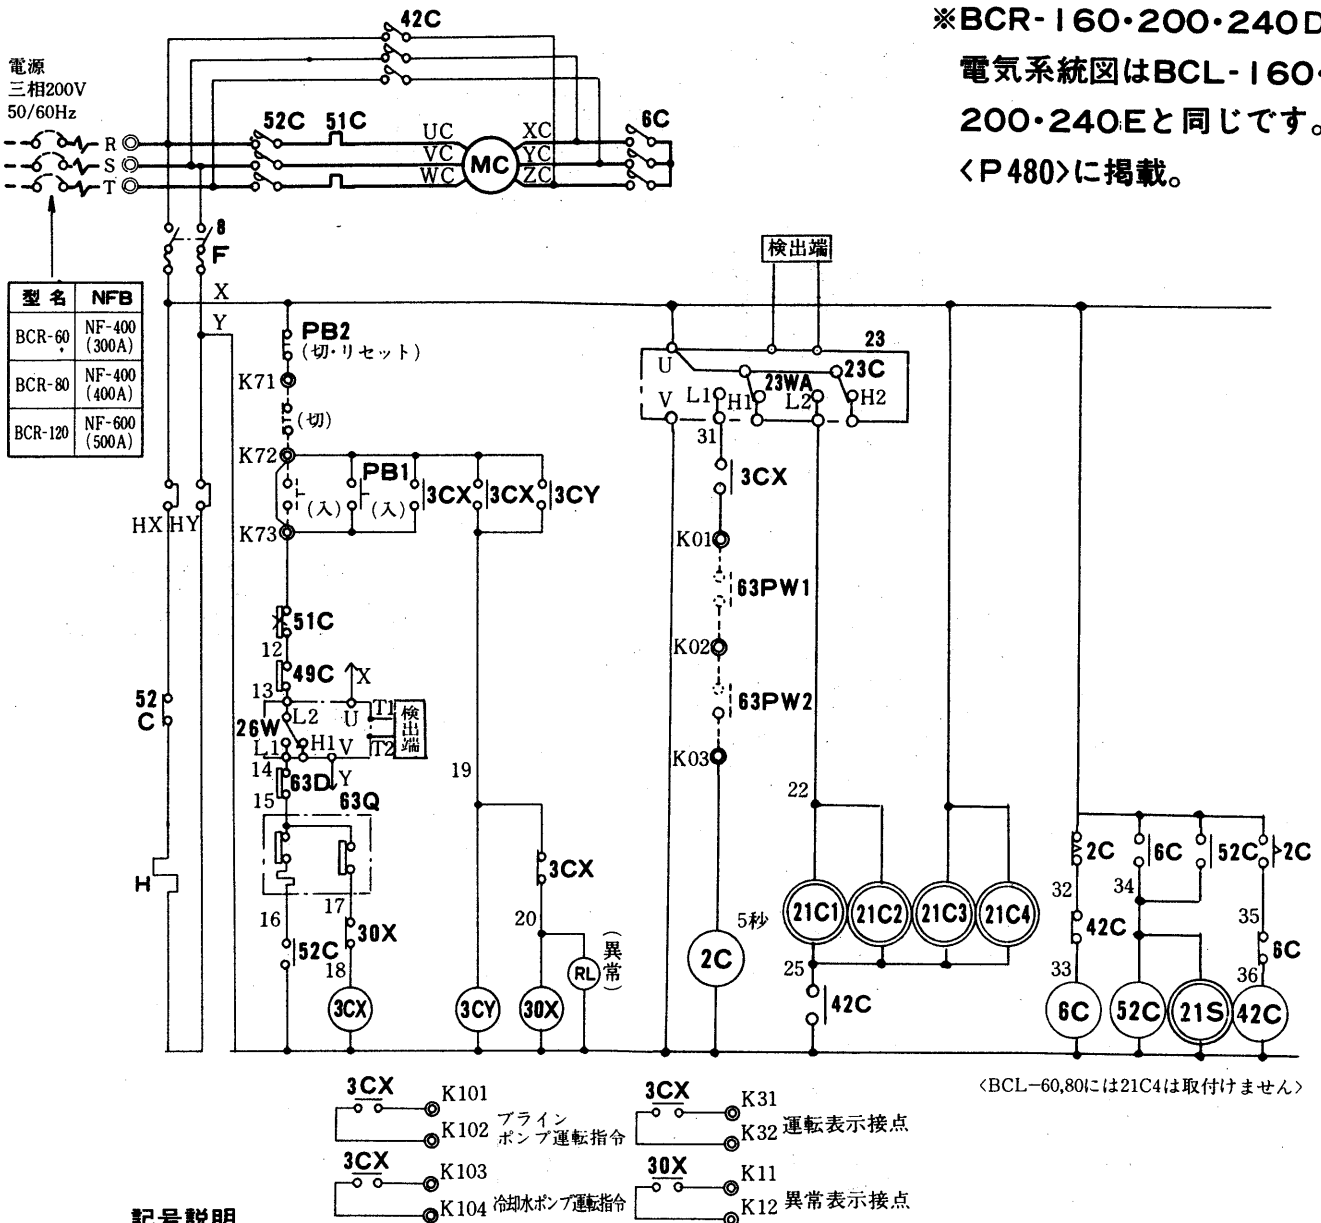 42C
※BCR-160・200・240D
電気系統図はBCL-160・
200・240Eと同じです。
<P480>に掲載。
電源
三相200V
50/60Hz
52C
51C
6C
R
S
T
UC
VC
WC
MC
XC
YC
ZC
8
F
検出端
型名 NFB
BCR-60 NF-400 (300A)
BCR-80 NF-400 (400A)
BCR-120 NF-600 (500A)
X
Y
PB2
(切・リセット)
K71
(切)
K72
PB1
3CX
3CX
3CY
(入)
(入)
K73
HX
HY
23
U
23C
23WA
V
L1
H1
L2
H2
31
3CX
K01
63PW1
K02
63PW2
K03
51C
12
49C
13
X
52
C
26W
L2
U
T1
検出端
L1
H1
V
T2
14
63D
Y
15
63Q
19
22
H
16
17
52C
30X
18
3CX
20
(異常)
RL
3CX
3CY
30X
5秒
2C
21C1
21C2
21C3
21C4
25
42C
2C
6C
52C
2C
32
34
42C
35
33
6C
36
6C
52C
21S
42C
<BCL-60,80には21C4は取付けません>
3CX
K101
K102
ブライン
ポンプ運転指令
3CX
K31
K32
運転表示接点
3CX
K103
K104
冷却水ポンプ運転指令
30X
K11
K12
異常表示接点
記号説明